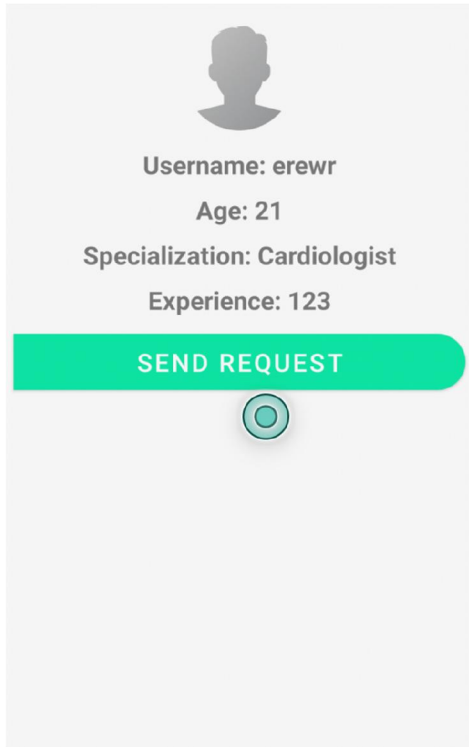 Username: erewr
Age: 21
Specialization: Cardiologist
Experience: 123
SEND REQUEST